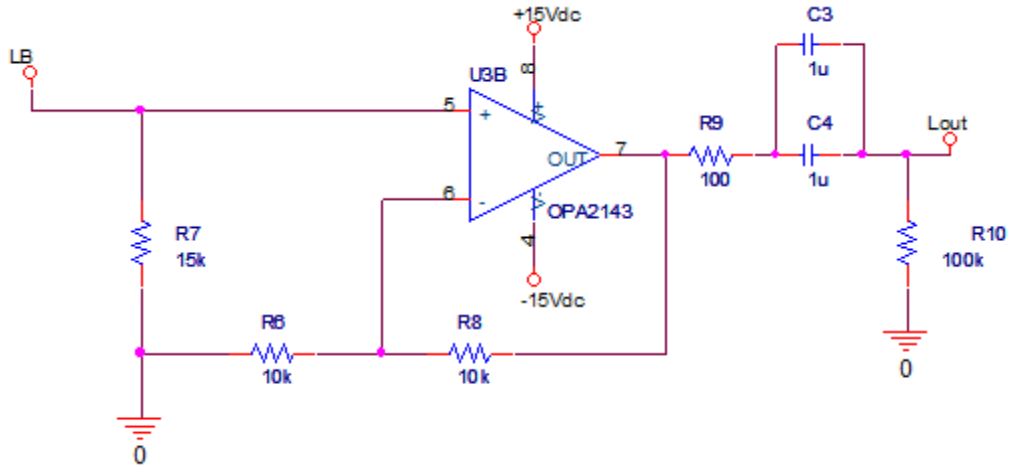 +15Vdc
C3
LB
U3B
8
1u
5
+
+
R9
C4
Lout
7
OUT
100
1u
6
-
-
OPA2143
R7
15k
4
R10
100k
-15Vdc
R6
R8
10k
10k
0
0